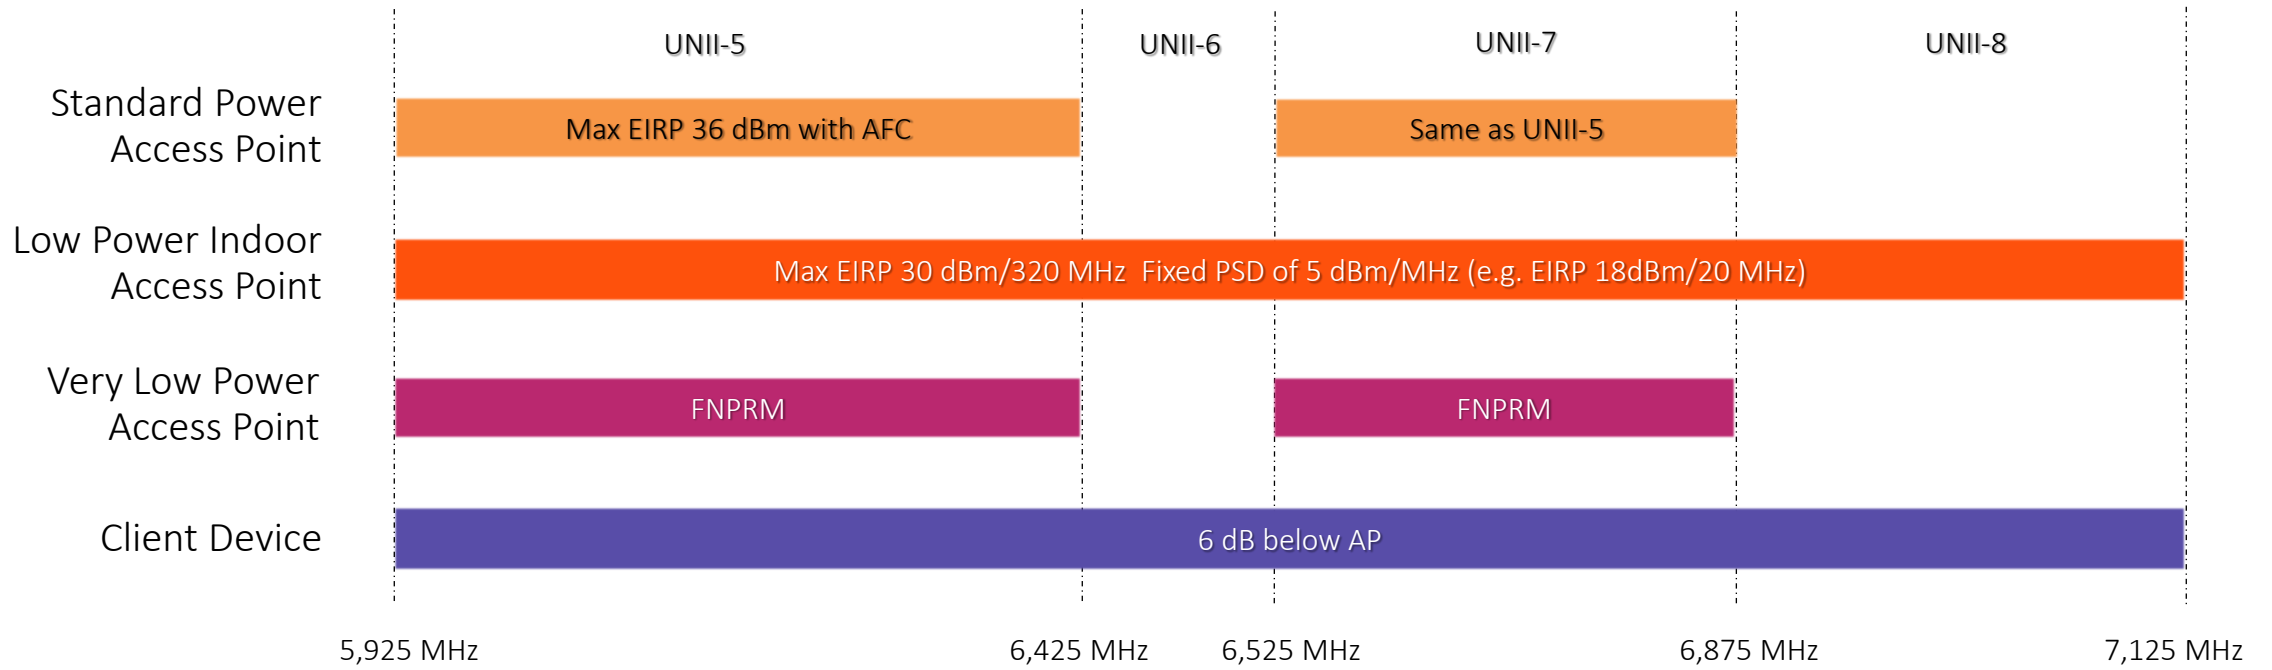 UNII-5
UNII-6
UNII-7
UNII-8
Standard Power
Access Point
Max EIRP 36 dBm with AFC
Same as UNII-5
Low Power Indoor
Access Point
Max EIRP 30 dBm/320 MHz  Fixed PSD of 5 dBm/MHz (e.g. EIRP 18dBm/20 MHz)
Very Low Power
Access Point
FNPRM
FNPRM
Client Device
6 dB below AP
5,925 MHz
6,425 MHz
6,525 MHz
6,875 MHz
7,125 MHz